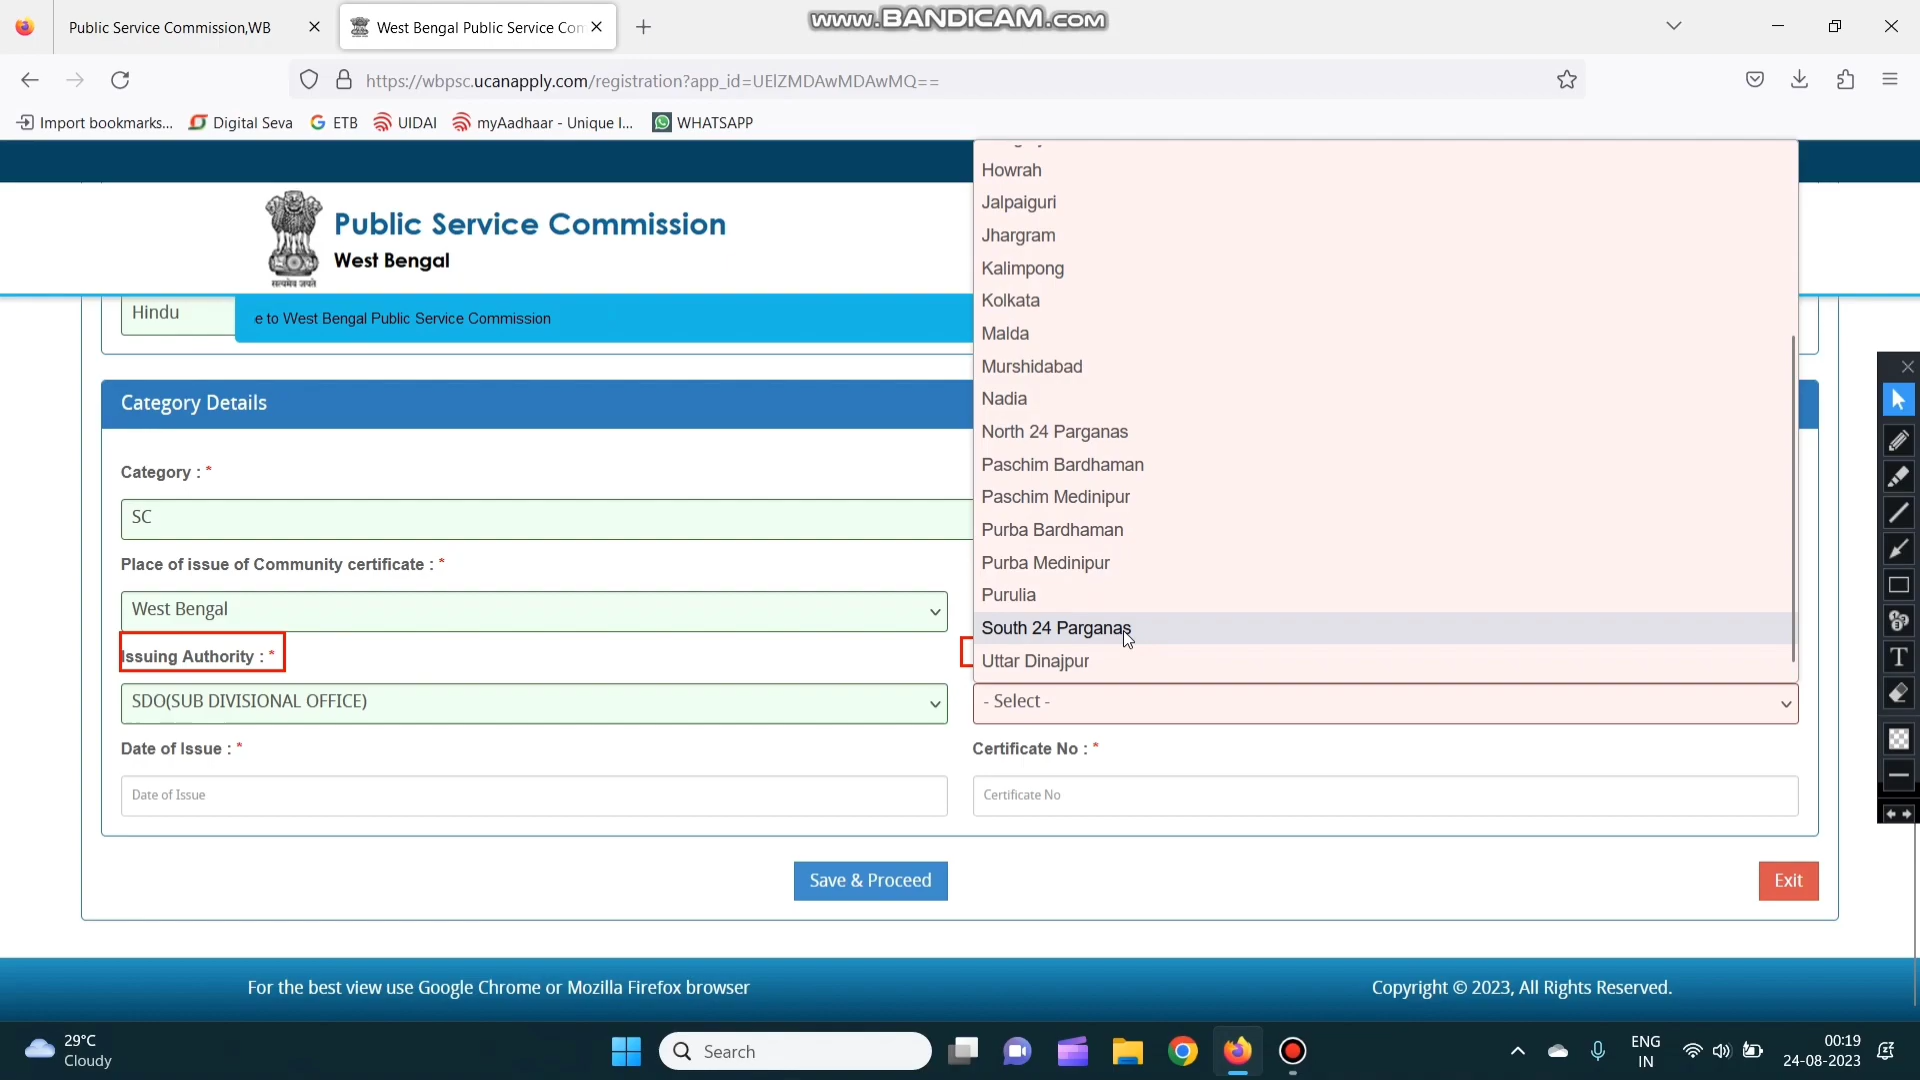 Public Service Commission,WB
West Bengal Public Service Con
www.BANDICAM.com
https://wbpsc.ucanapply.com/registration?app_id=UElZMDAwMDAwMQ==
Import bookmarks...
Digital Seva
ETB
UIDAI
myAadhaar - Unique I...
WHATSAPP
Public Service Commission
West Bengal
सत्यमेव जयते
Hindu
e to West Bengal Public Service Commission
Howrah
Jalpaiguri
Jhargram
Kalimpong
Kolkata
Malda
Murshidabad
Nadia
North 24 Parganas
Paschim Bardhaman
Paschim Medinipur
Purba Bardhaman
Purba Medinipur
Purulia
South 24 Parganas
Uttar Dinajpur
Category Details
Category : *
SC
Place of issue of Community certificate : *
West Bengal
Issuing Authority : *
SDO(SUB DIVISIONAL OFFICE)
- Select -
Date of Issue : *
Certificate No : *
Date of Issue
Certificate No
Save & Proceed
Exit
For the best view use Google Chrome or Mozilla Firefox browser
Copyright © 2023, All Rights Reserved.
29°C
Cloudy
Search
ENG
IN
00:19
24-08-2023